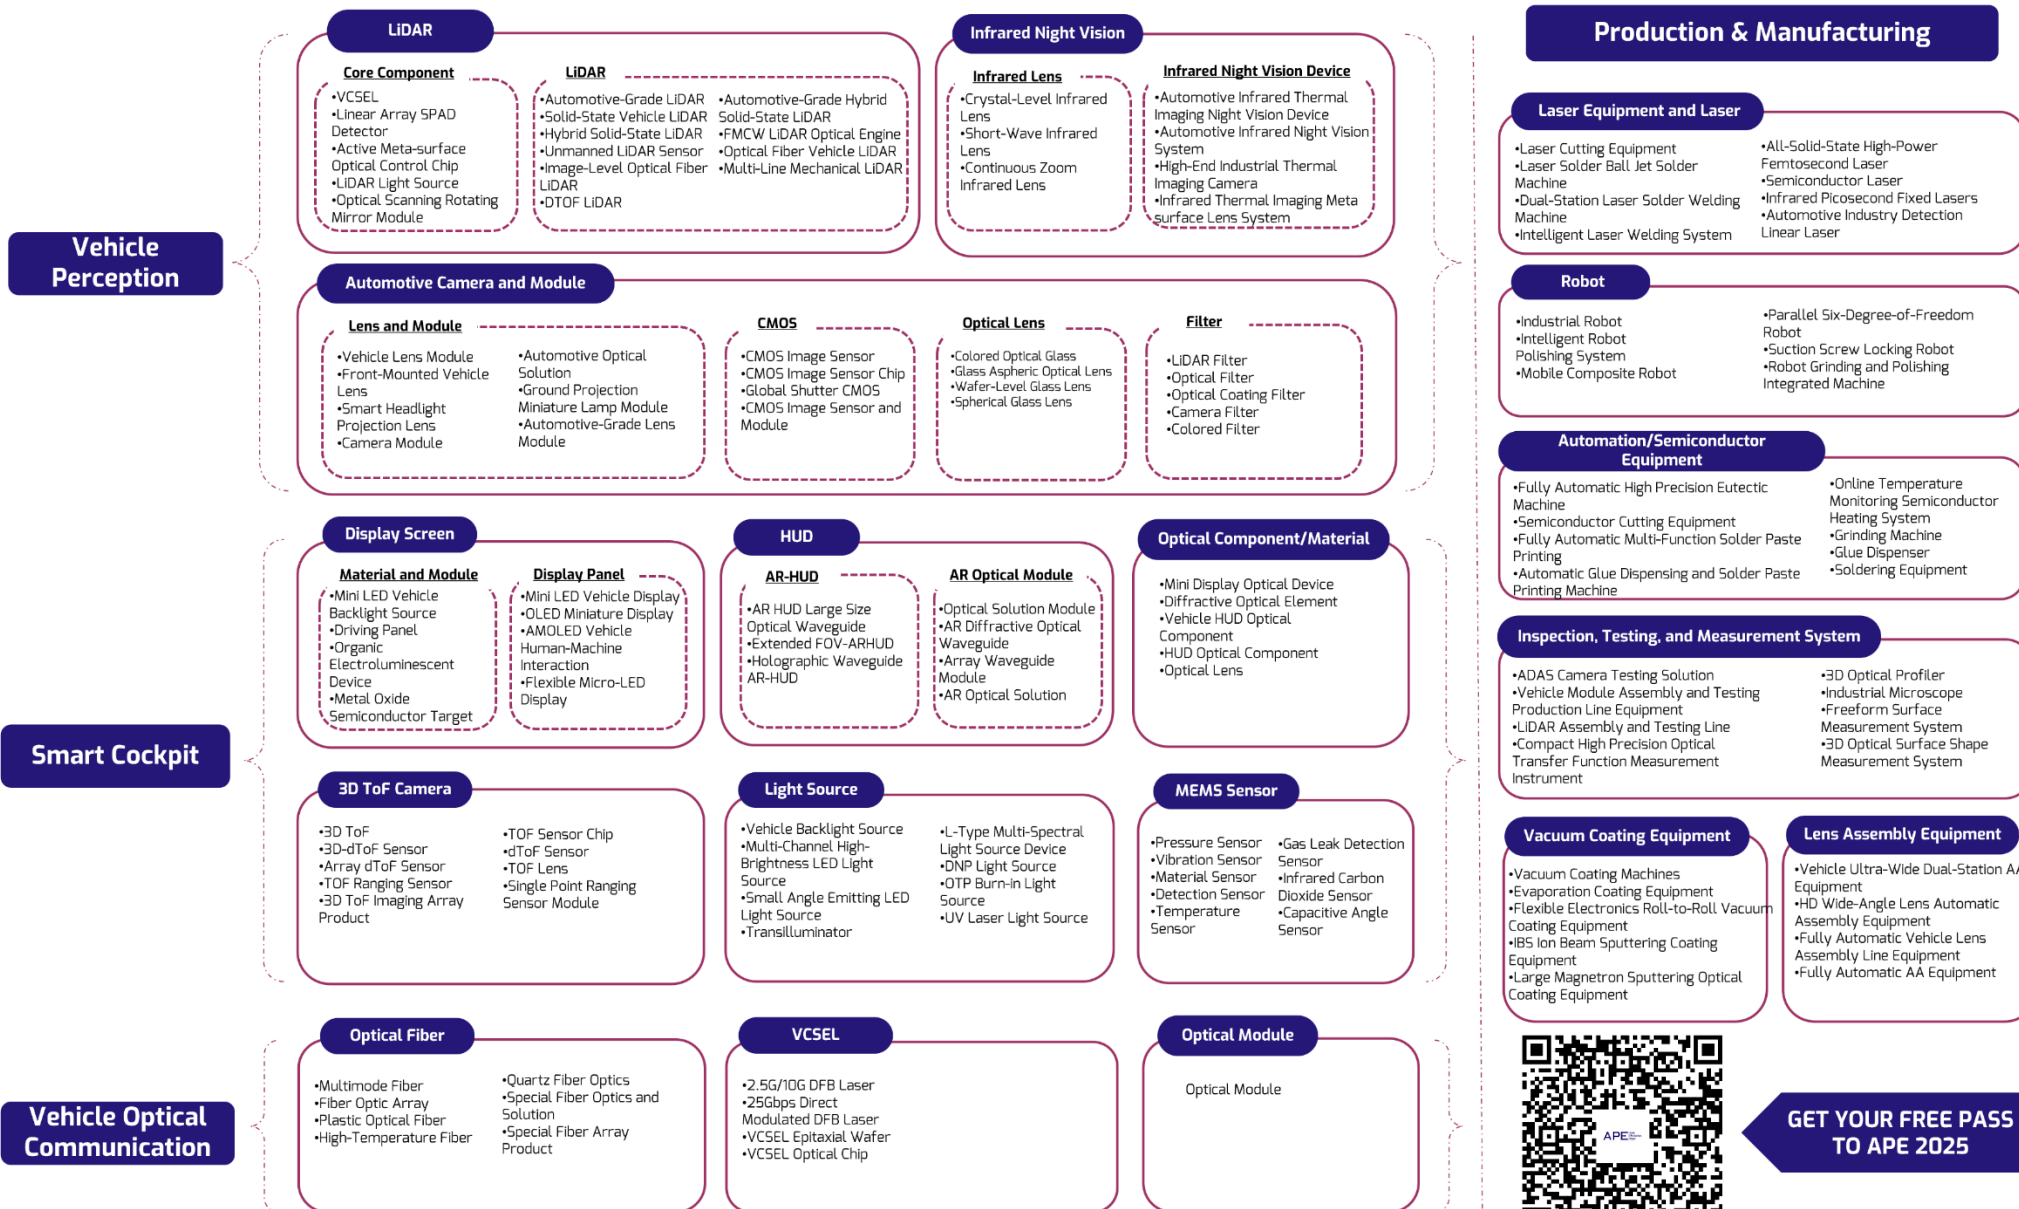 Vehicle
Perception
LiDAR
Core Component
•VCSEL
•Linear Array SPAD
Detector
•Active Meta-surface
Optical Control Chip
•LiDAR Light Source
•Optical Scanning Rotating
Mirror Module
LiDAR
•Automotive-Grade LiDAR
•Solid-State Vehicle LiDAR
•Hybrid Solid-State LiDAR
•Unmanned LiDAR Sensor
•Image-Level Optical Fiber
LiDAR
•DTOF LiDAR
•Automotive-Grade Hybrid
Solid-State LiDAR
•FMCW LiDAR Optical Engine
•Optical Fiber Vehicle LiDAR
•Multi-Line Mechanical LiDAR
Infrared Night Vision
Infrared Lens
•Crystal-Level Infrared
Lens
•Short-Wave Infrared
Lens
•Continuous Zoom
Infrared Lens
Infrared Night Vision Device
•Automotive Infrared Thermal
Imaging Night Vision Device
•Automotive Infrared Night Vision
System
•High-End Industrial Thermal
Imaging Camera
•Infrared Thermal Imaging Meta
surface Lens System
Automotive Camera and Module
Lens and Module
•Vehicle Lens Module
•Front-Mounted Vehicle
Lens
•Smart Headlight
Projection Lens
•Camera Module
•Automotive Optical
Solution
•Ground Projection
Miniature Lamp Module
•Automotive-Grade Lens
Module
CMOS
•CMOS Image Sensor
•CMOS Image Sensor Chip
•Global Shutter CMOS
•CMOS Image Sensor and
Module
Optical Lens
•Colored Optical Glass
•Glass Aspheric Optical Lens
•Wafer-Level Glass Lens
•Spherical Glass Lens
Filter
•LiDAR Filter
•Optical Filter
•Optical Coating Filter
•Camera Filter
•Colored Filter
Smart Cockpit
Display Screen
Material and Module
•Mini LED Vehicle
Backlight Source
•Driving Panel
•Organic
Electroluminescent
Device
•Metal Oxide
Semiconductor Target
Display Panel
•Mini LED Vehicle Display
•OLED Miniature Display
•AMOLED Vehicle
Human-Machine
Interaction
•Flexible Micro-LED
Display
HUD
AR-HUD
•AR HUD Large Size
Optical Waveguide
•Extended FOV-ARHUD
•Holographic Waveguide
AR-HUD
AR Optical Module
•Optical Solution Module
•AR Diffractive Optical
Waveguide
•Array Waveguide
Module
•AR Optical Solution
Optical Component/Material
•Mini Display Optical Device
•Diffractive Optical Element
•Vehicle HUD Optical
Component
•HUD Optical Component
•Optical Lens
3D ToF Camera
•3D ToF
•3D-dToF Sensor
•Array dToF Sensor
•TOF Ranging Sensor
•3D ToF Imaging Array
Product
•TOF Sensor Chip
•dToF Sensor
•TOF Lens
•Single Point Ranging
Sensor Module
Light Source
•Vehicle Backlight Source
•Multi-Channel High-
Brightness LED Light
Source
•Small Angle Emitting LED
Light Source
•Transilluminator
•L-Type Multi-Spectral
Light Source Device
•DNP Light Source
•OTP Burn-in Light
Source
•UV Laser Light Source
MEMS Sensor
•Pressure Sensor
•Vibration Sensor
•Material Sensor
•Detection Sensor
•Temperature
Sensor
•Gas Leak Detection
Sensor
•Infrared Carbon
Dioxide Sensor
•Capacitive Angle
Sensor
Vehicle Optical
Communication
Optical Fiber
•Multimode Fiber
•Fiber Optic Array
•Plastic Optical Fiber
•High-Temperature Fiber
•Quartz Fiber Optics
•Special Fiber Optics and
Solution
•Special Fiber Array
Product
VCSEL
•2.5G/10G DFB Laser
•25Gbps Direct
Modulated DFB Laser
•VCSEL Epitaxial Wafer
•VCSEL Optical Chip
Optical Module
Optical Module
Production & Manufacturing
Laser Equipment and Laser
•Laser Cutting Equipment
•Laser Solder Ball Jet Solder
Machine
•Dual-Station Laser Solder Welding
Machine
•Intelligent Laser Welding System
•All-Solid-State High-Power
Femtosecond Laser
•Semiconductor Laser
•Infrared Picosecond Fixed Lasers
•Automotive Industry Detection
Linear Laser
Robot
•Industrial Robot
•Intelligent Robot
Polishing System
•Mobile Composite Robot
•Parallel Six-Degree-of-Freedom
Robot
•Suction Screw Locking Robot
•Robot Grinding and Polishing
Integrated Machine
Automation/Semiconductor
Equipment
•Fully Automatic High Precision Eutectic
Machine
•Semiconductor Cutting Equipment
•Fully Automatic Multi-Function Solder Paste
Printing
•Automatic Glue Dispensing and Solder Paste
Printing Machine
•Online Temperature
Monitoring Semiconductor
Heating System
•Grinding Machine
•Glue Dispenser
•Soldering Equipment
Inspection, Testing, and Measurement System
•ADAS Camera Testing Solution
•Vehicle Module Assembly and Testing
Production Line Equipment
•LiDAR Assembly and Testing Line
•Compact High Precision Optical
Transfer Function Measurement
Instrument
•3D Optical Profiler
•Industrial Microscope
•Freeform Surface
Measurement System
•3D Optical Surface Shape
Measurement System
Vacuum Coating Equipment
•Vacuum Coating Machines
•Evaporation Coating Equipment
•Flexible Electronics Roll-to-Roll Vacuum
Coating Equipment
•IBS Ion Beam Sputtering Coating
Equipment
•Large Magnetron Sputtering Optical
Coating Equipment
Lens Assembly Equipment
•Vehicle Ultra-Wide Dual-Station AA
Equipment
•HD Wide-Angle Lens Automatic
Assembly Equipment
•Fully Automatic Vehicle Lens
Assembly Line Equipment
•Fully Automatic AA Equipment
APE
GET YOUR FREE PASS
TO APE 2025